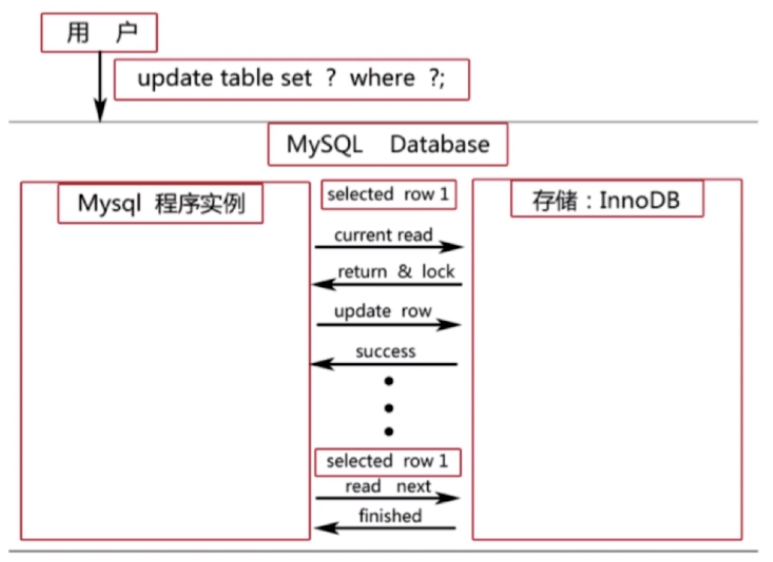 用 户
update table set ? where ?;
MySQL Database
Mysql 程序实例
selected row 1
存储：InnoDB
current read
return & lock
update row
success
selected row 1
read next
finished